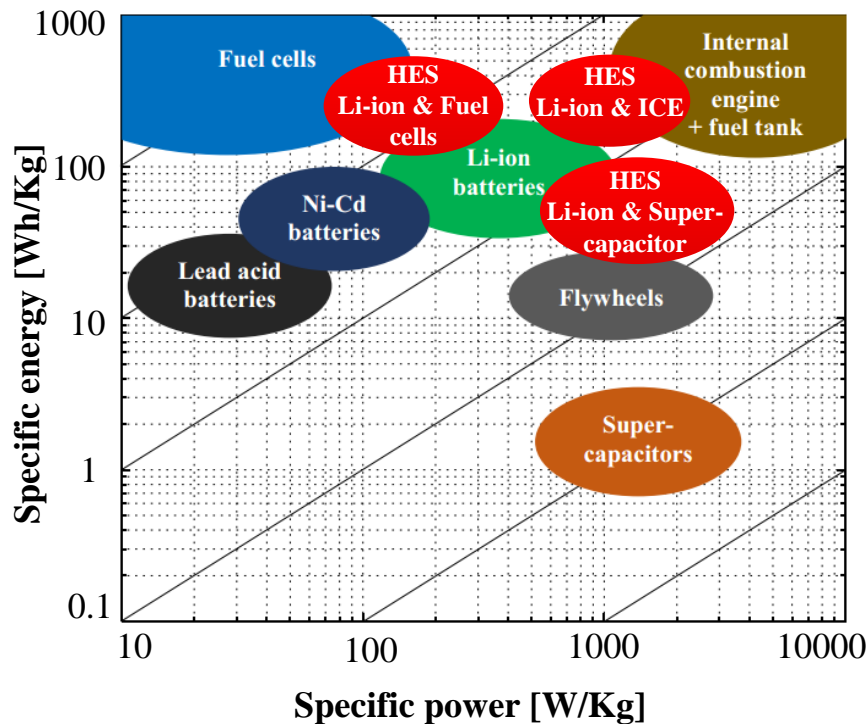 1000
100
10
1
0.1
Specific energy [Wh/Kg]
Fuel cells
HES
Li-ion & Fuel
cells
HES
Li-ion & ICE
Internal
combustion
engine
+ fuel tank
Li-ion
batteries
Ni-Cd
batteries
HES
Li-ion & Super-
capacitor
Lead acid
batteries
Flywheels
Super-
capacitors
10
100
1000
10000
Specific power [W/Kg]